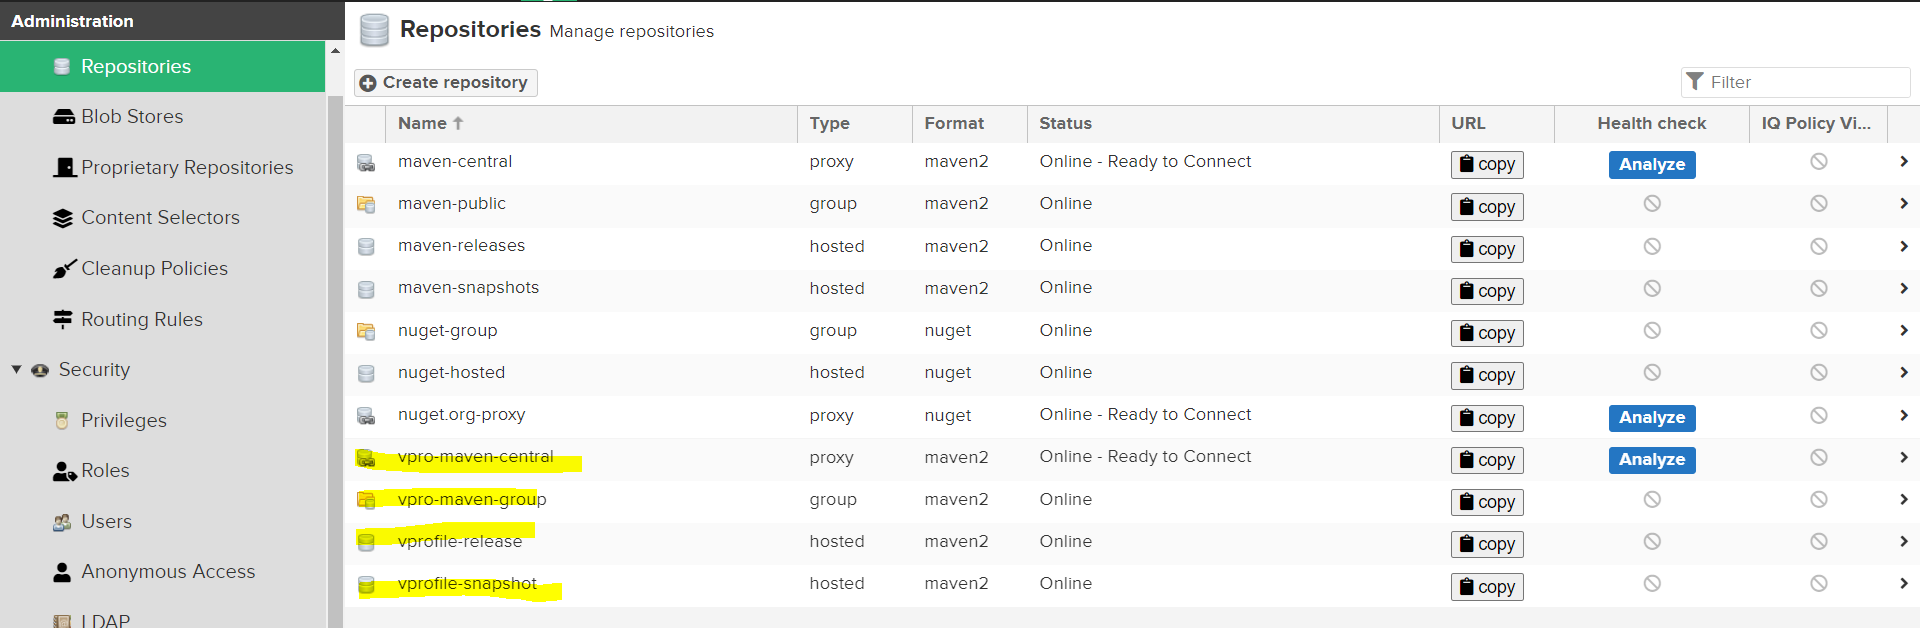 Administration
Repositories
Blob Stores
Proprietary Repositories
Content Selectors
Cleanup Policies
Routing Rules
Security
Privileges
Roles
Users
Anonymous Access
LDAP
Repositories Manage repositories
Create repository
Filter
Name Type Format Status URL Health check IQ Policy Vi...
maven-central proxy maven2 Online - Ready to Connect copy Analyze
maven-public group maven2 Online copy
maven-releases hosted maven2 Online copy
maven-snapshots hosted maven2 Online copy
nuget-group group nuget Online copy
nuget-hosted hosted nuget Online copy
nuget.org-proxy proxy nuget Online - Ready to Connect copy Analyze
vpro-maven-central proxy maven2 Online - Ready to Connect copy Analyze
vpro-maven-group group maven2 Online copy
vprofile-release hosted maven2 Online copy
vprofile-snapshot hosted maven2 Online copy